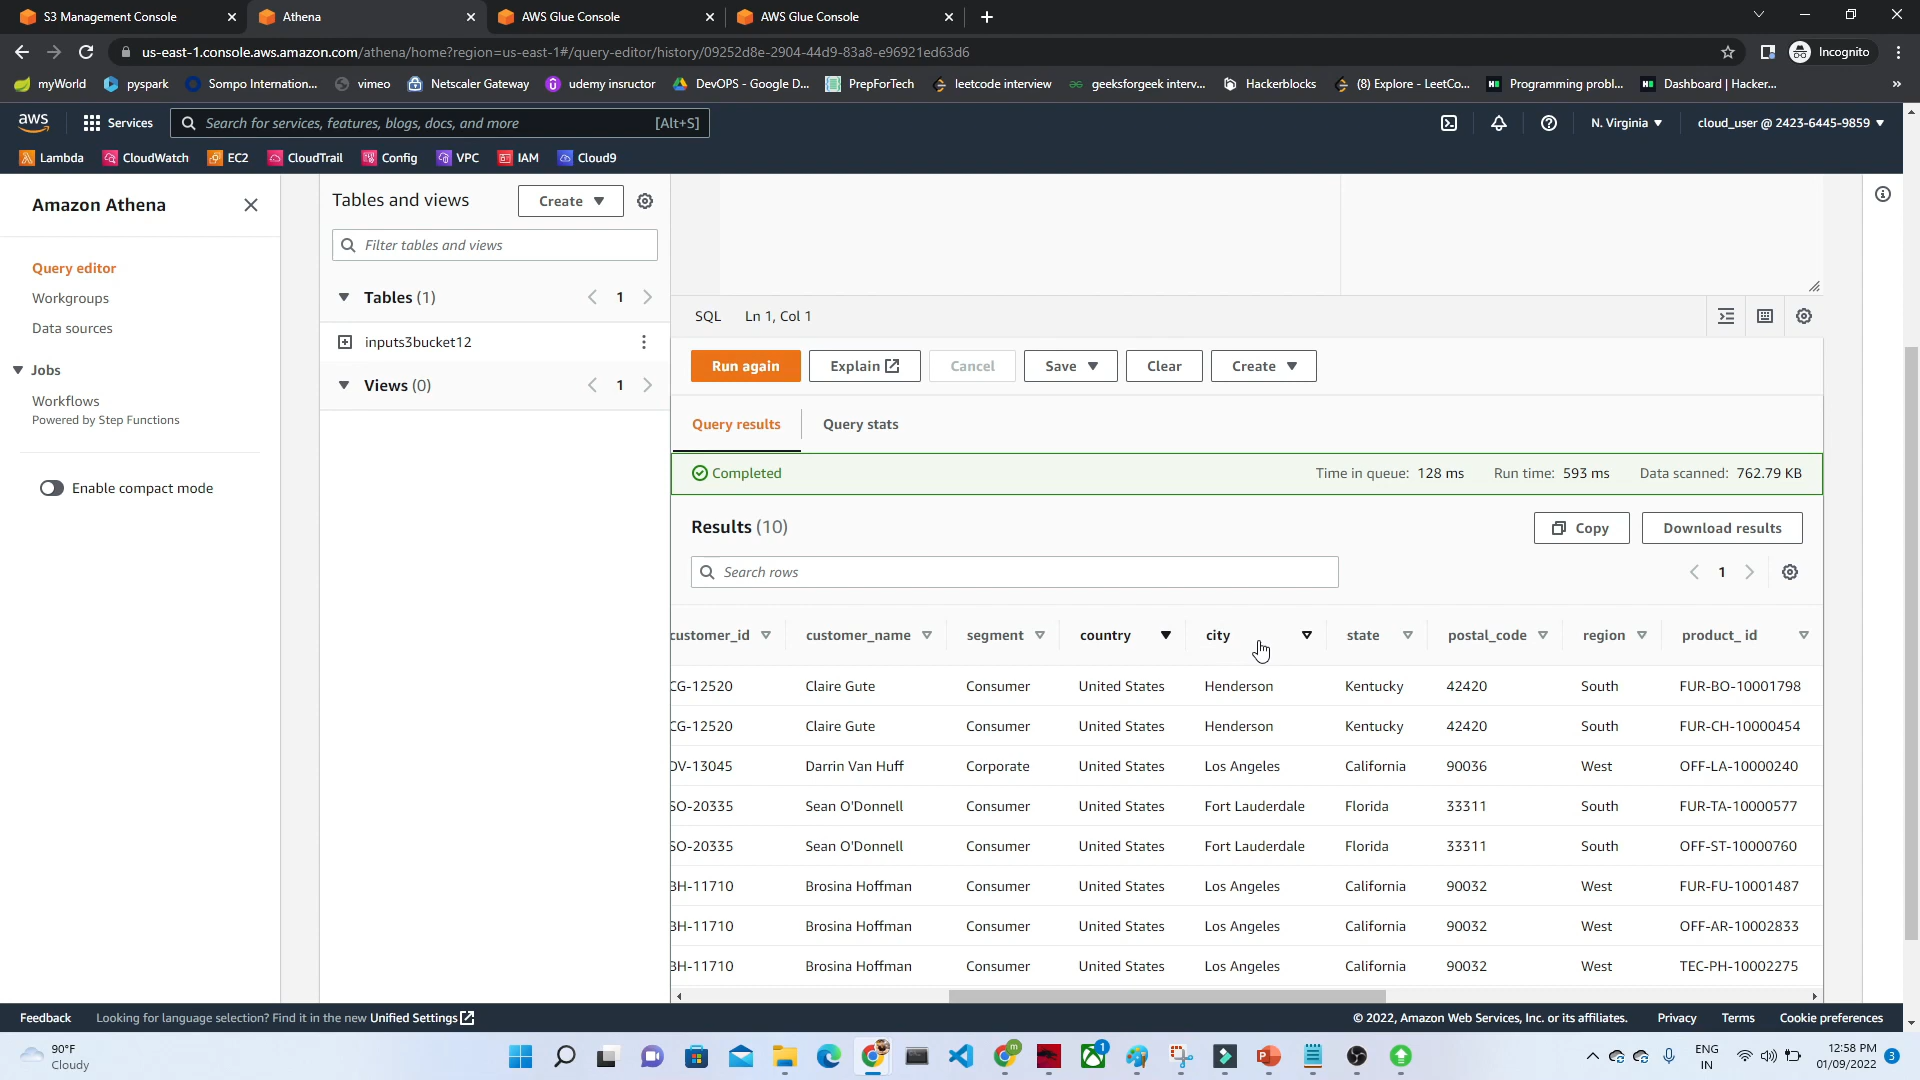 S3 Management Console
Athena
AWS Glue Console
AWS Glue Console
us-east-1.console.aws.amazon.com/athena/home?region=us-east-1#/query-editor/history/09252d8e-2904-44d9-83a8-e96921ed63d6
Incognito
myWorld
pyspark
Sompo Internation...
vimeo
Netscaler Gateway
udemy insructor
DevOPS - Google D...
PrepForTech
leetcode interview
geeksforgeek interv...
Hackerblocks
(8) Explore - LeetCo...
Programming probl...
Dashboard | Hacker...
aws
Services
Search for services, features, blogs, docs, and more
[Alt+S]
N. Virginia
cloud_user @ 2423-6445-9859
Lambda
CloudWatch
EC2
CloudTrail
Config
VPC
IAM
Cloud9
Amazon Athena
Query editor
Workgroups
Data sources
Jobs
Workflows
Powered by Step Functions
Enable compact mode
Tables and views
Create
Filter tables and views
Tables (1)
1
inputs3bucket12
Views (0)
1
SQL Ln 1, Col 1
Run again
Explain
Cancel
Save
Clear
Create
Query results
Query stats
Completed
Time in queue: 128 ms
Run time: 593 ms
Data scanned: 762.79 KB
Results (10)
Copy
Download results
Search rows
1
customer_id customer_name segment country city state postal_code region product_ id
CG-12520 Claire Gute Consumer United States Henderson Kentucky 42420 South FUR-BO-10001798
CG-12520 Claire Gute Consumer United States Henderson Kentucky 42420 South FUR-CH-10000454
DV-13045 Darrin Van Huff Corporate United States Los Angeles California 90036 West OFF-LA-10000240
SO-20335 Sean O'Donnell Consumer United States Fort Lauderdale Florida 33311 South FUR-TA-10000577
SO-20335 Sean O'Donnell Consumer United States Fort Lauderdale Florida 33311 South OFF-ST-10000760
BH-11710 Brosina Hoffman Consumer United States Los Angeles California 90032 West FUR-FU-10001487
BH-11710 Brosina Hoffman Consumer United States Los Angeles California 90032 West OFF-AR-10002833
BH-11710 Brosina Hoffman Consumer United States Los Angeles California 90032 West TEC-PH-10002275
Feedback
Looking for language selection? Find it in the new Unified Settings
© 2022, Amazon Web Services, Inc. or its affiliates.
Privacy
Terms
Cookie preferences
90°F
Cloudy
m
1
ENG
IN
12:58 PM
01/09/2022
3